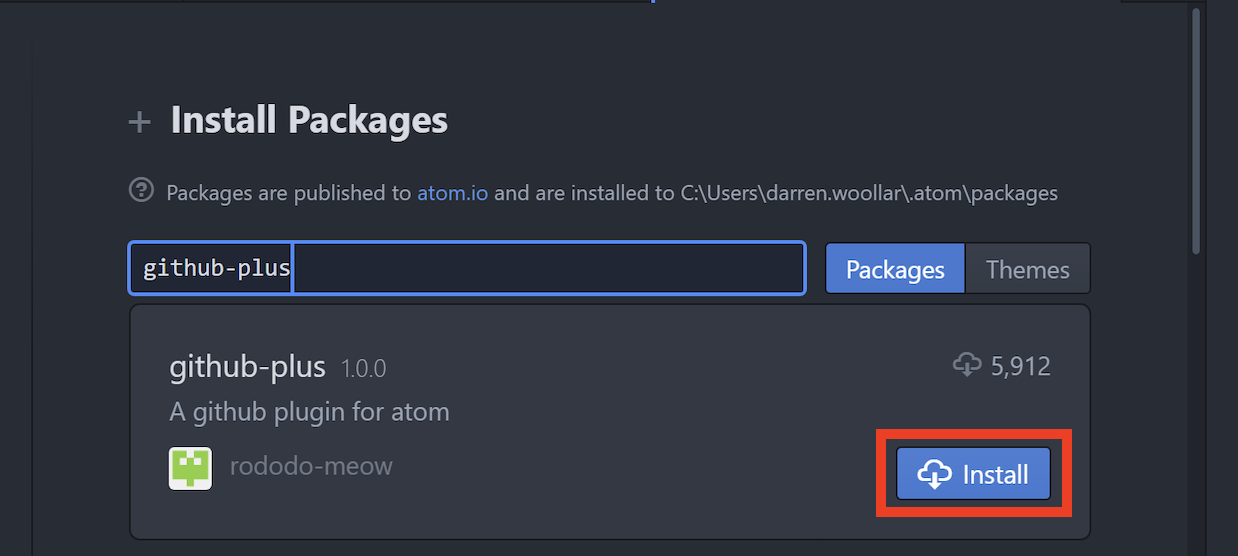 Install Packages
Packages are published to atom.io and are installed to C:\Users\darren.woollar\.atom\packages
github-plus
Packages
Themes
github-plus 1.0.0
5,912
A github plugin for atom
rododo-meow
Install